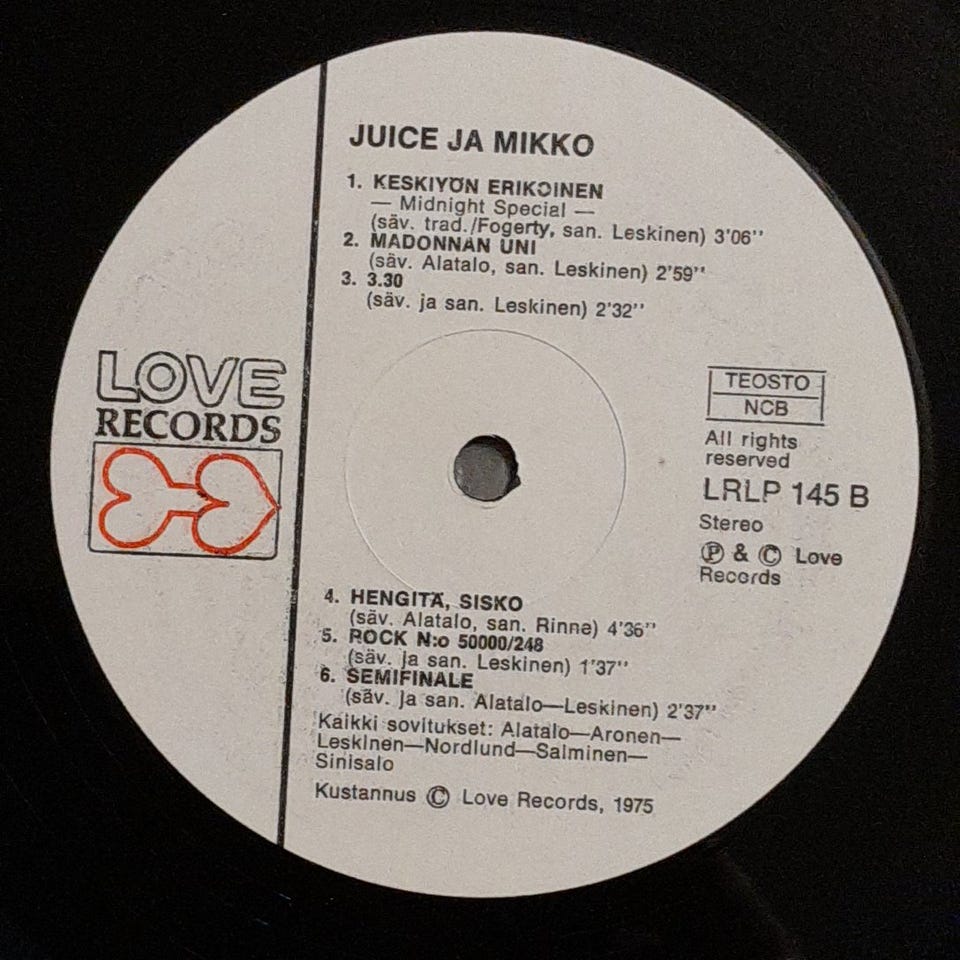 JUICE JA MIKKO
1. KESKIYÖN ERIKOINEN
— Midnight Special —
(säv. trad./Fogerty, san. Leskinen) 3'06''
2. MADONNAN UNI
(säv. Alatalo, san. Leskinen) 2'59''
3. 3.30
(säv. ja san. Leskinen) 2'32''
LOVE
RECORDS
TEOSTO
NCB
All rights
reserved
LRLP 145 B
Stereo
Ⓟ & © Love
Records
4. HENGITÄ, SISKO
(säv. Alatalo, san. Rinne) 4'36''
5. ROCK N:o 50000/248
(säv. ja san. Leskinen) 1'37''
6. SEMIFINALE
(säv. ja san. Alatalo—Leskinen) 2'37''
Kaikki sovitukset: Alatalo—Aronen—
Leskinen—Nordlund—Salminen—
Sinisalo
Kustannus © Love Records, 1975